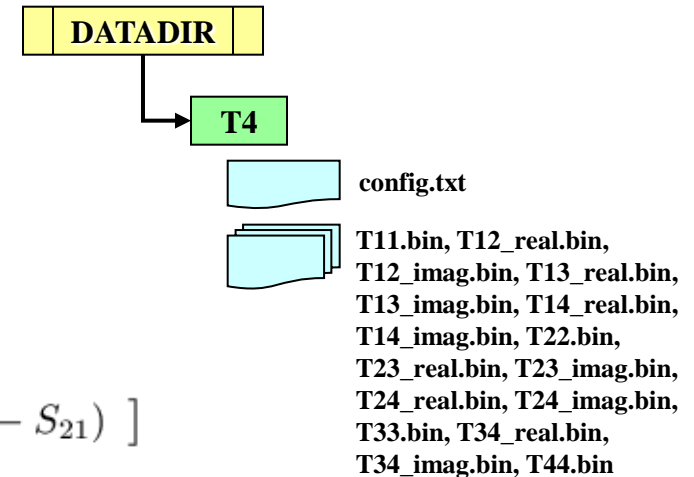 DATADIR
T4
config.txt
T11.bin, T12_real.bin,
T12_imag.bin, T13_real.bin,
T13_imag.bin, T14_real.bin,
T14_imag.bin, T22.bin,
T23_real.bin, T23_imag.bin,
T24_real.bin, T24_imag.bin,
T33.bin, T34_real.bin,
T34_imag.bin, T44.bin
− S₂₁) ]